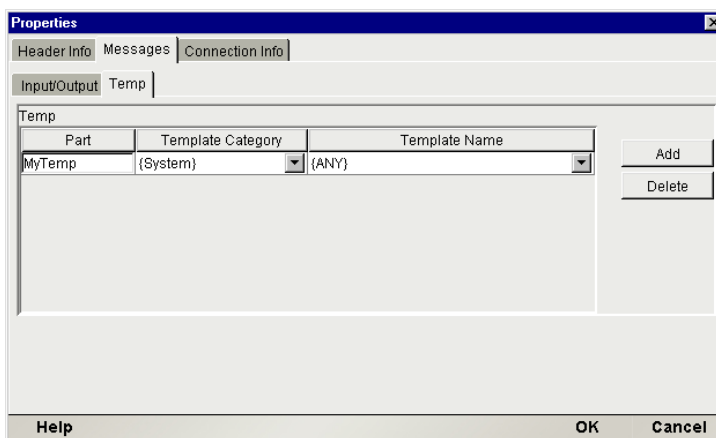 Properties
Header Info Messages Connection Info
Input/Output Temp
Temp
Part Template Category Template Name
MyTemp {System} {ANY}
Add
Delete
Help OK Cancel